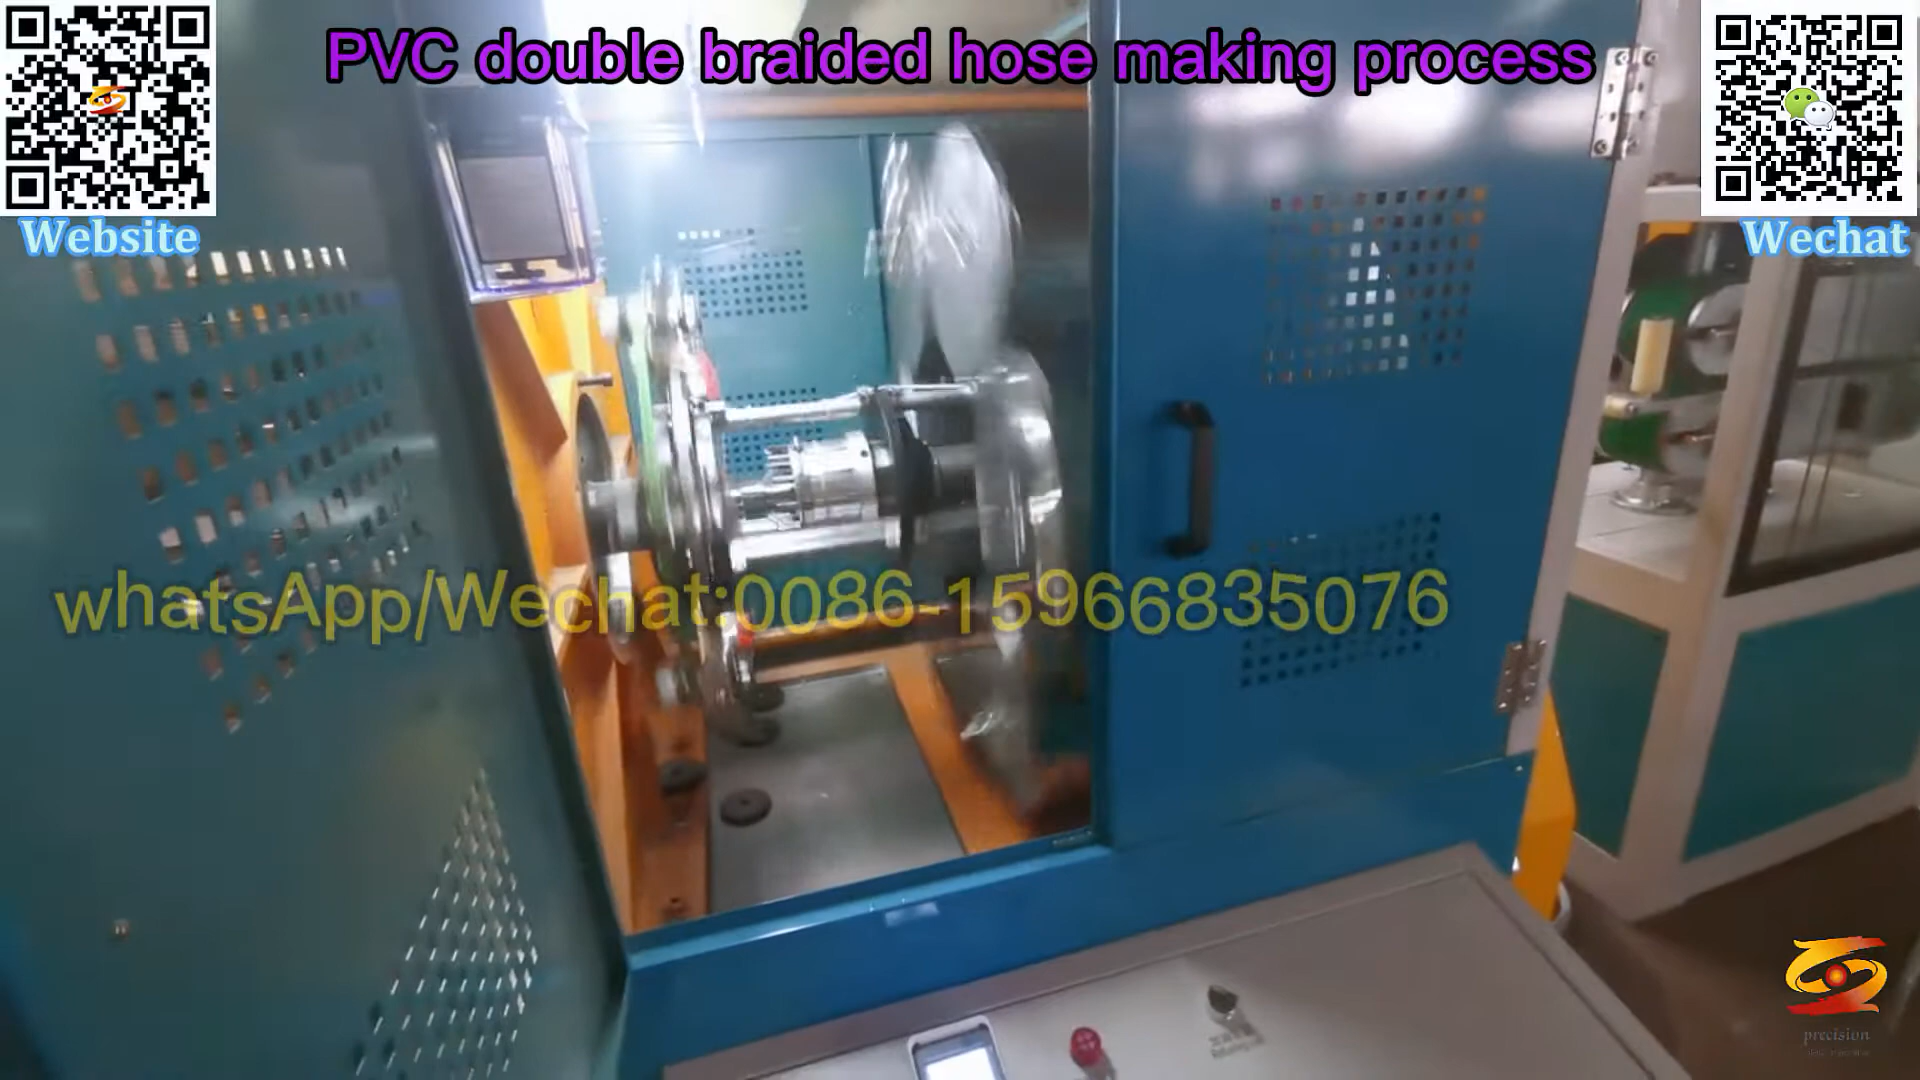 PVC double braided hose making process
Website
Wechat
whatsApp/Wechat:0086-15966835076
precision